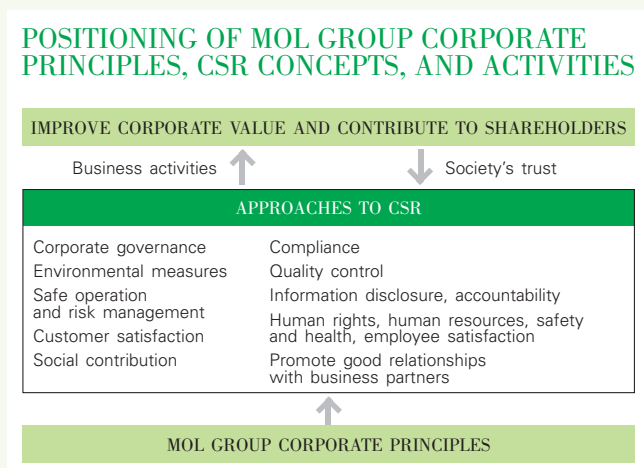 POSITIONING OF MOL GROUP CORPORATE
PRINCIPLES, CSR CONCEPTS, AND ACTIVITIES
IMPROVE CORPORATE VALUE AND CONTRIBUTE TO SHAREHOLDERS
Business activities
Society's trust
APPROACHES TO CSR
Corporate governance
Environmental measures
Safe operation
and risk management
Customer satisfaction
Social contribution
Compliance
Quality control
Information disclosure, accountability
Human rights, human resources, safety
and health, employee satisfaction
Promote good relationships
with business partners
MOL GROUP CORPORATE PRINCIPLES